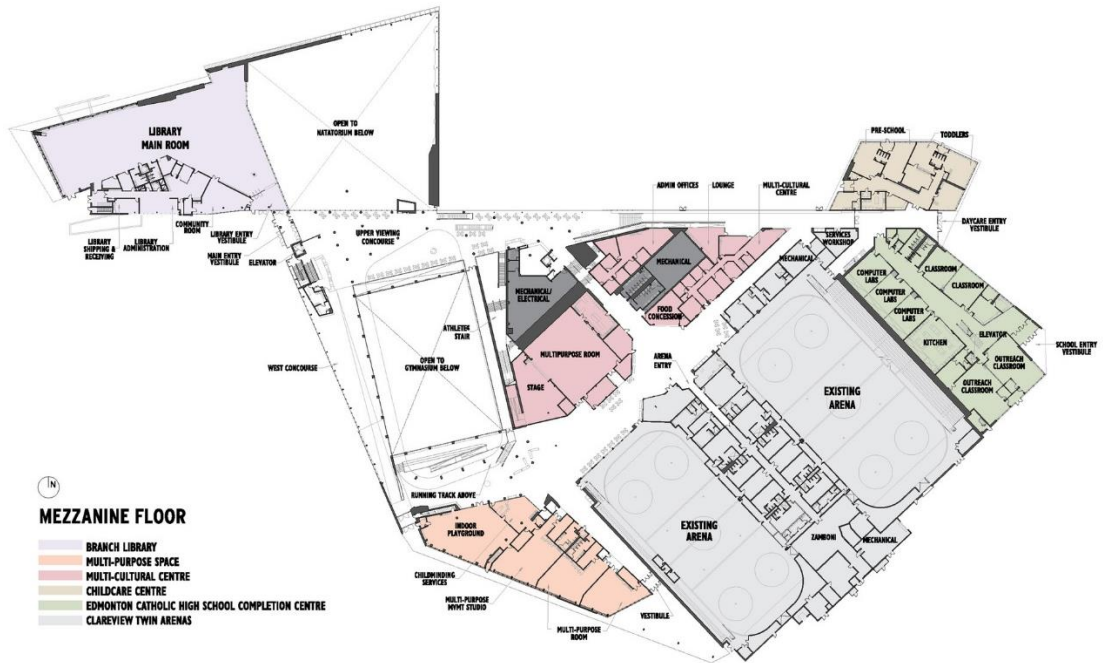 LIBRARY
MAIN ROOM
OPEN TO
NATATORIUM BELOW
PRE-SCHOOL
TODDLERS
ADMIN OFFICES
LOUNGE
MULTI-CULTURAL
CENTRE
LIBRARY
SHIPPING &
RECEIVING
LIBRARY
ADMINISTRATION
COMMUNITY
ROOM
LIBRARY ENTRY
VESTIBULE
MAIN ENTRY
VESTIBULE
ELEVATOR
UPPER VIEWING
CONCOURSE
DAYCARE ENTRY
VESTIBULE
SERVICES
WORKSHOP
MECHANICAL
MECHANICAL
MECHANICAL/
ELECTRICAL
FOOD
CONCESSION
COMPUTER
LABS
COMPUTER
LABS
COMPUTER
LABS
CLASSROOM
CLASSROOM
KITCHEN
ELEVATOR
OUTREACH
CLASSROOM
OUTREACH
CLASSROOM
SCHOOL ENTRY
VESTIBULE
ATHLETES
STAIR
MULTIPURPOSE ROOM
STAGE
ARENA
ENTRY
WEST CONCOURSE
OPEN TO
GYMNASIUM BELOW
EXISTING
ARENA
RUNNING TRACK ABOVE
INDOOR
PLAYGROUND
EXISTING
ARENA
ZAMBONI
MECHANICAL
CHILDMINDING
SERVICES
MULTI-PURPOSE
MVMT STUDIO
VESTIBULE
MULTI-PURPOSE
ROOM
N
MEZZANINE FLOOR
BRANCH LIBRARY
MULTI-PURPOSE SPACE
MULTI-CULTURAL CENTRE
CHILDCARE CENTRE
EDMONTON CATHOLIC HIGH SCHOOL COMPLETION CENTRE
CLAREVIEW TWIN ARENAS